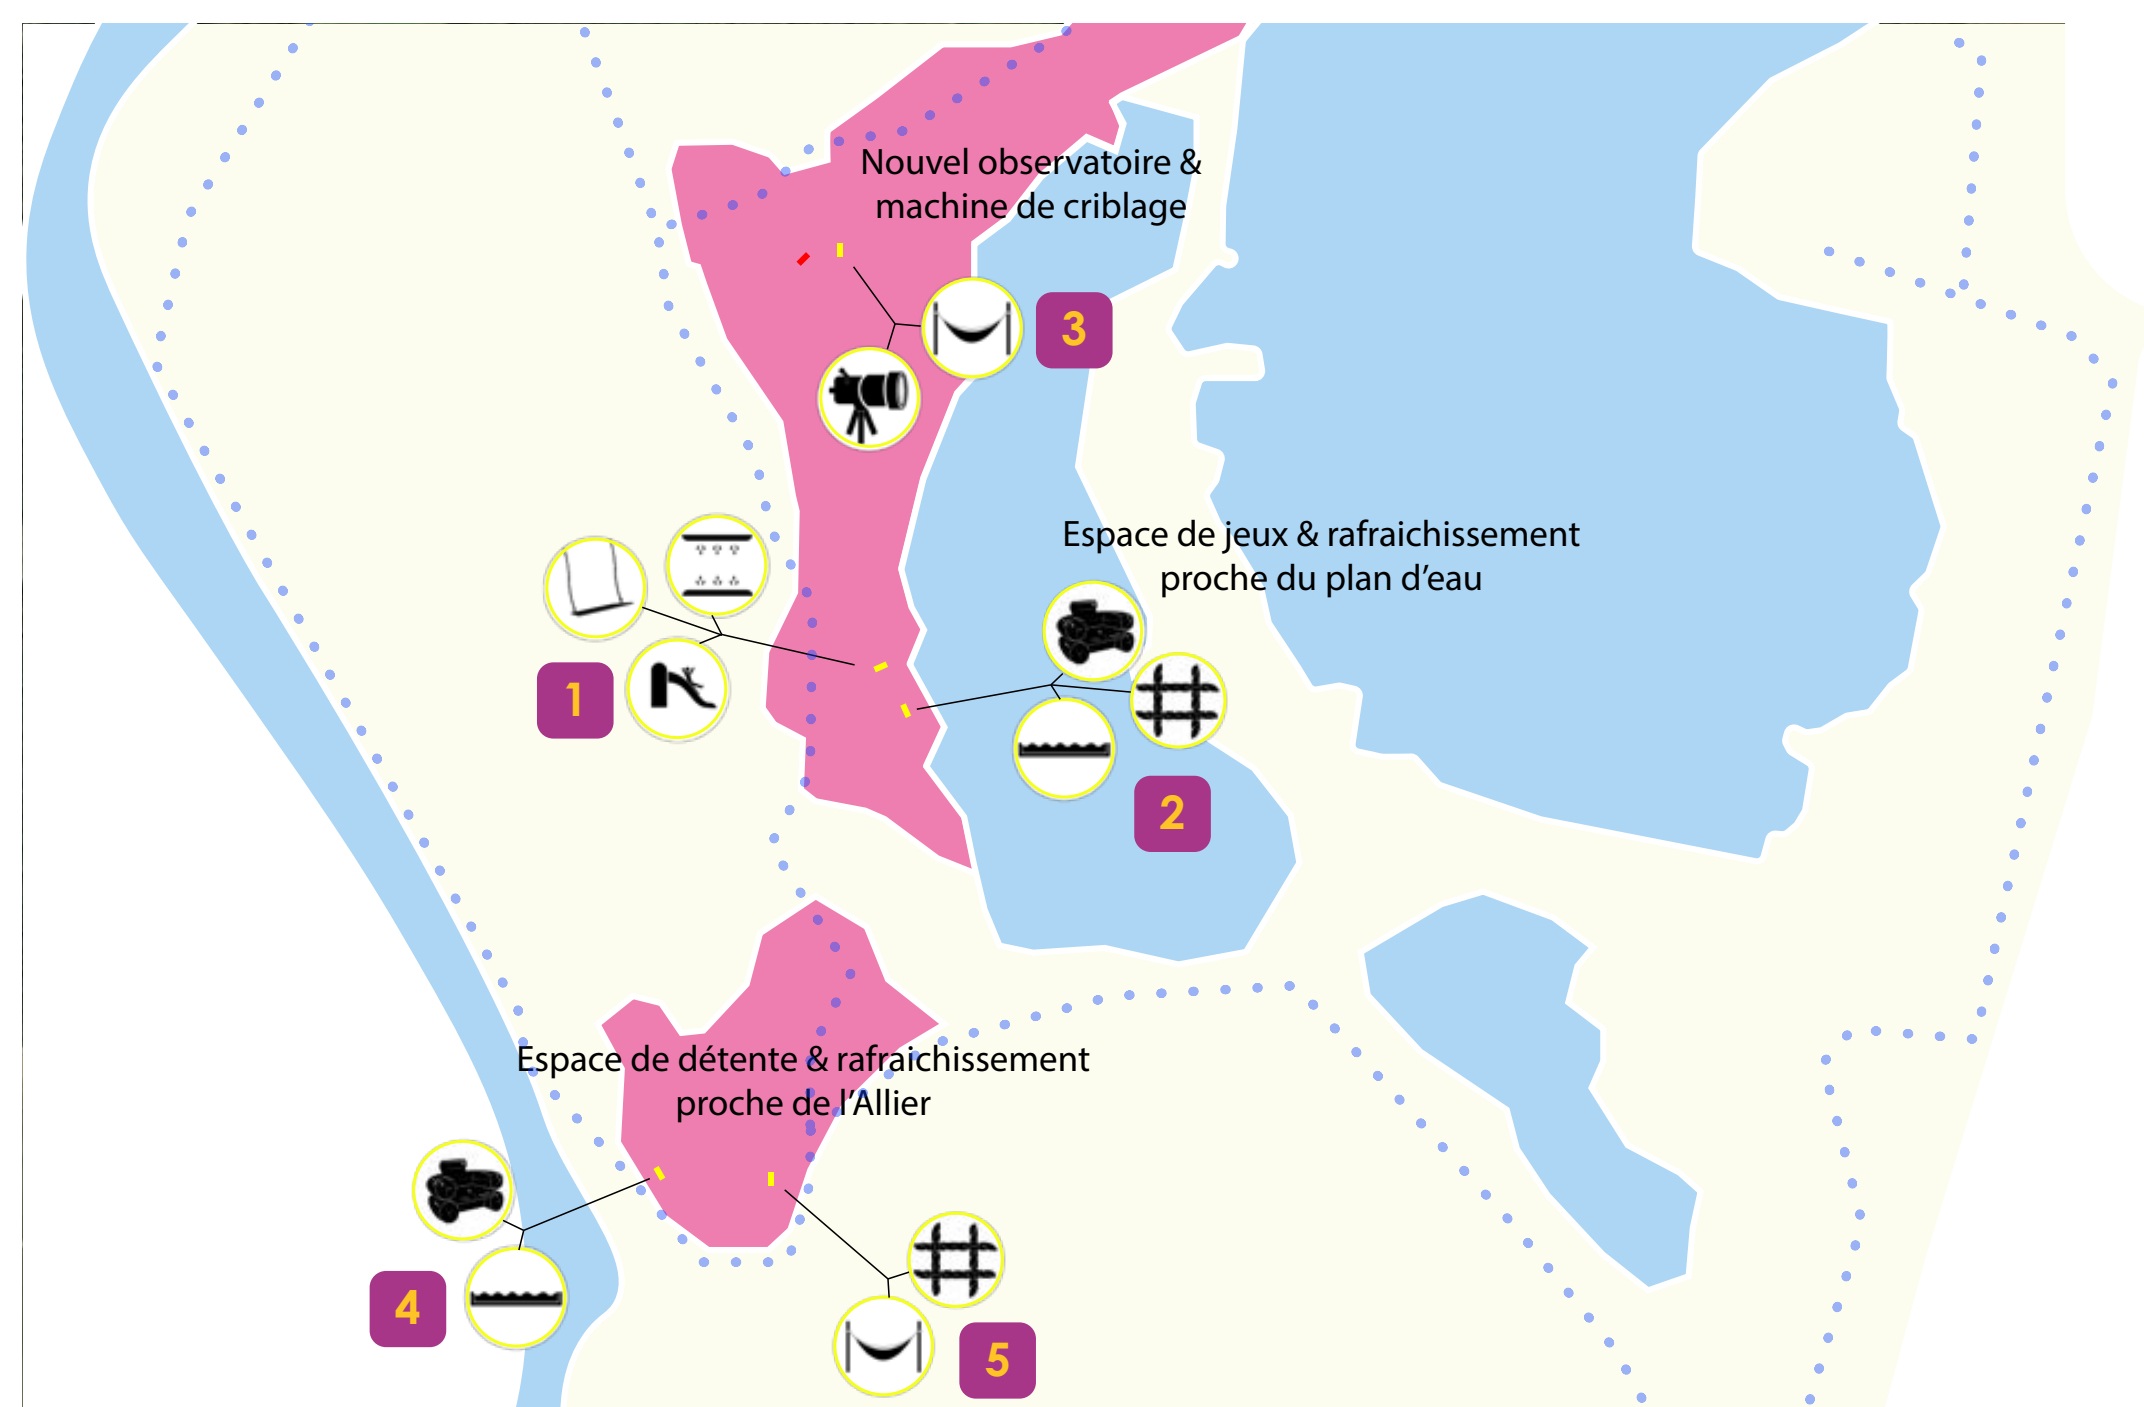 Nouvel observatoire &
machine de criblage
3
Espace de jeux & rafraichissement
proche du plan d’eau
1
2
Espace de détente & rafraichissement
proche de l’Allier
4
5